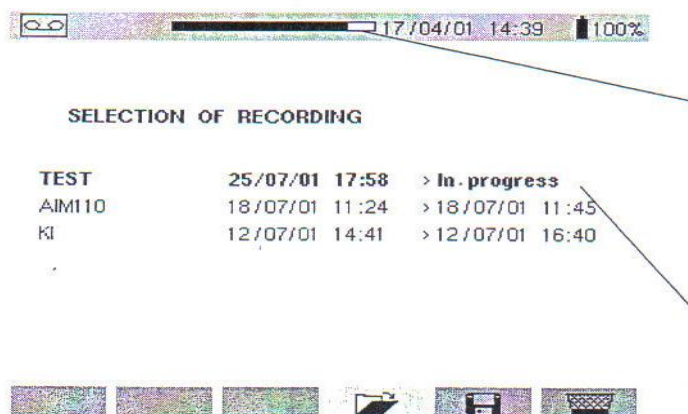 17/04/01 14:39 100%
SELECTION OF RECORDING
TEST 25/07/01 17:58 > In progress
AIM110 18/07/01 11:24 > 18/07/01 11:45
KI 12/07/01 14:41 > 12/07/01 16:40